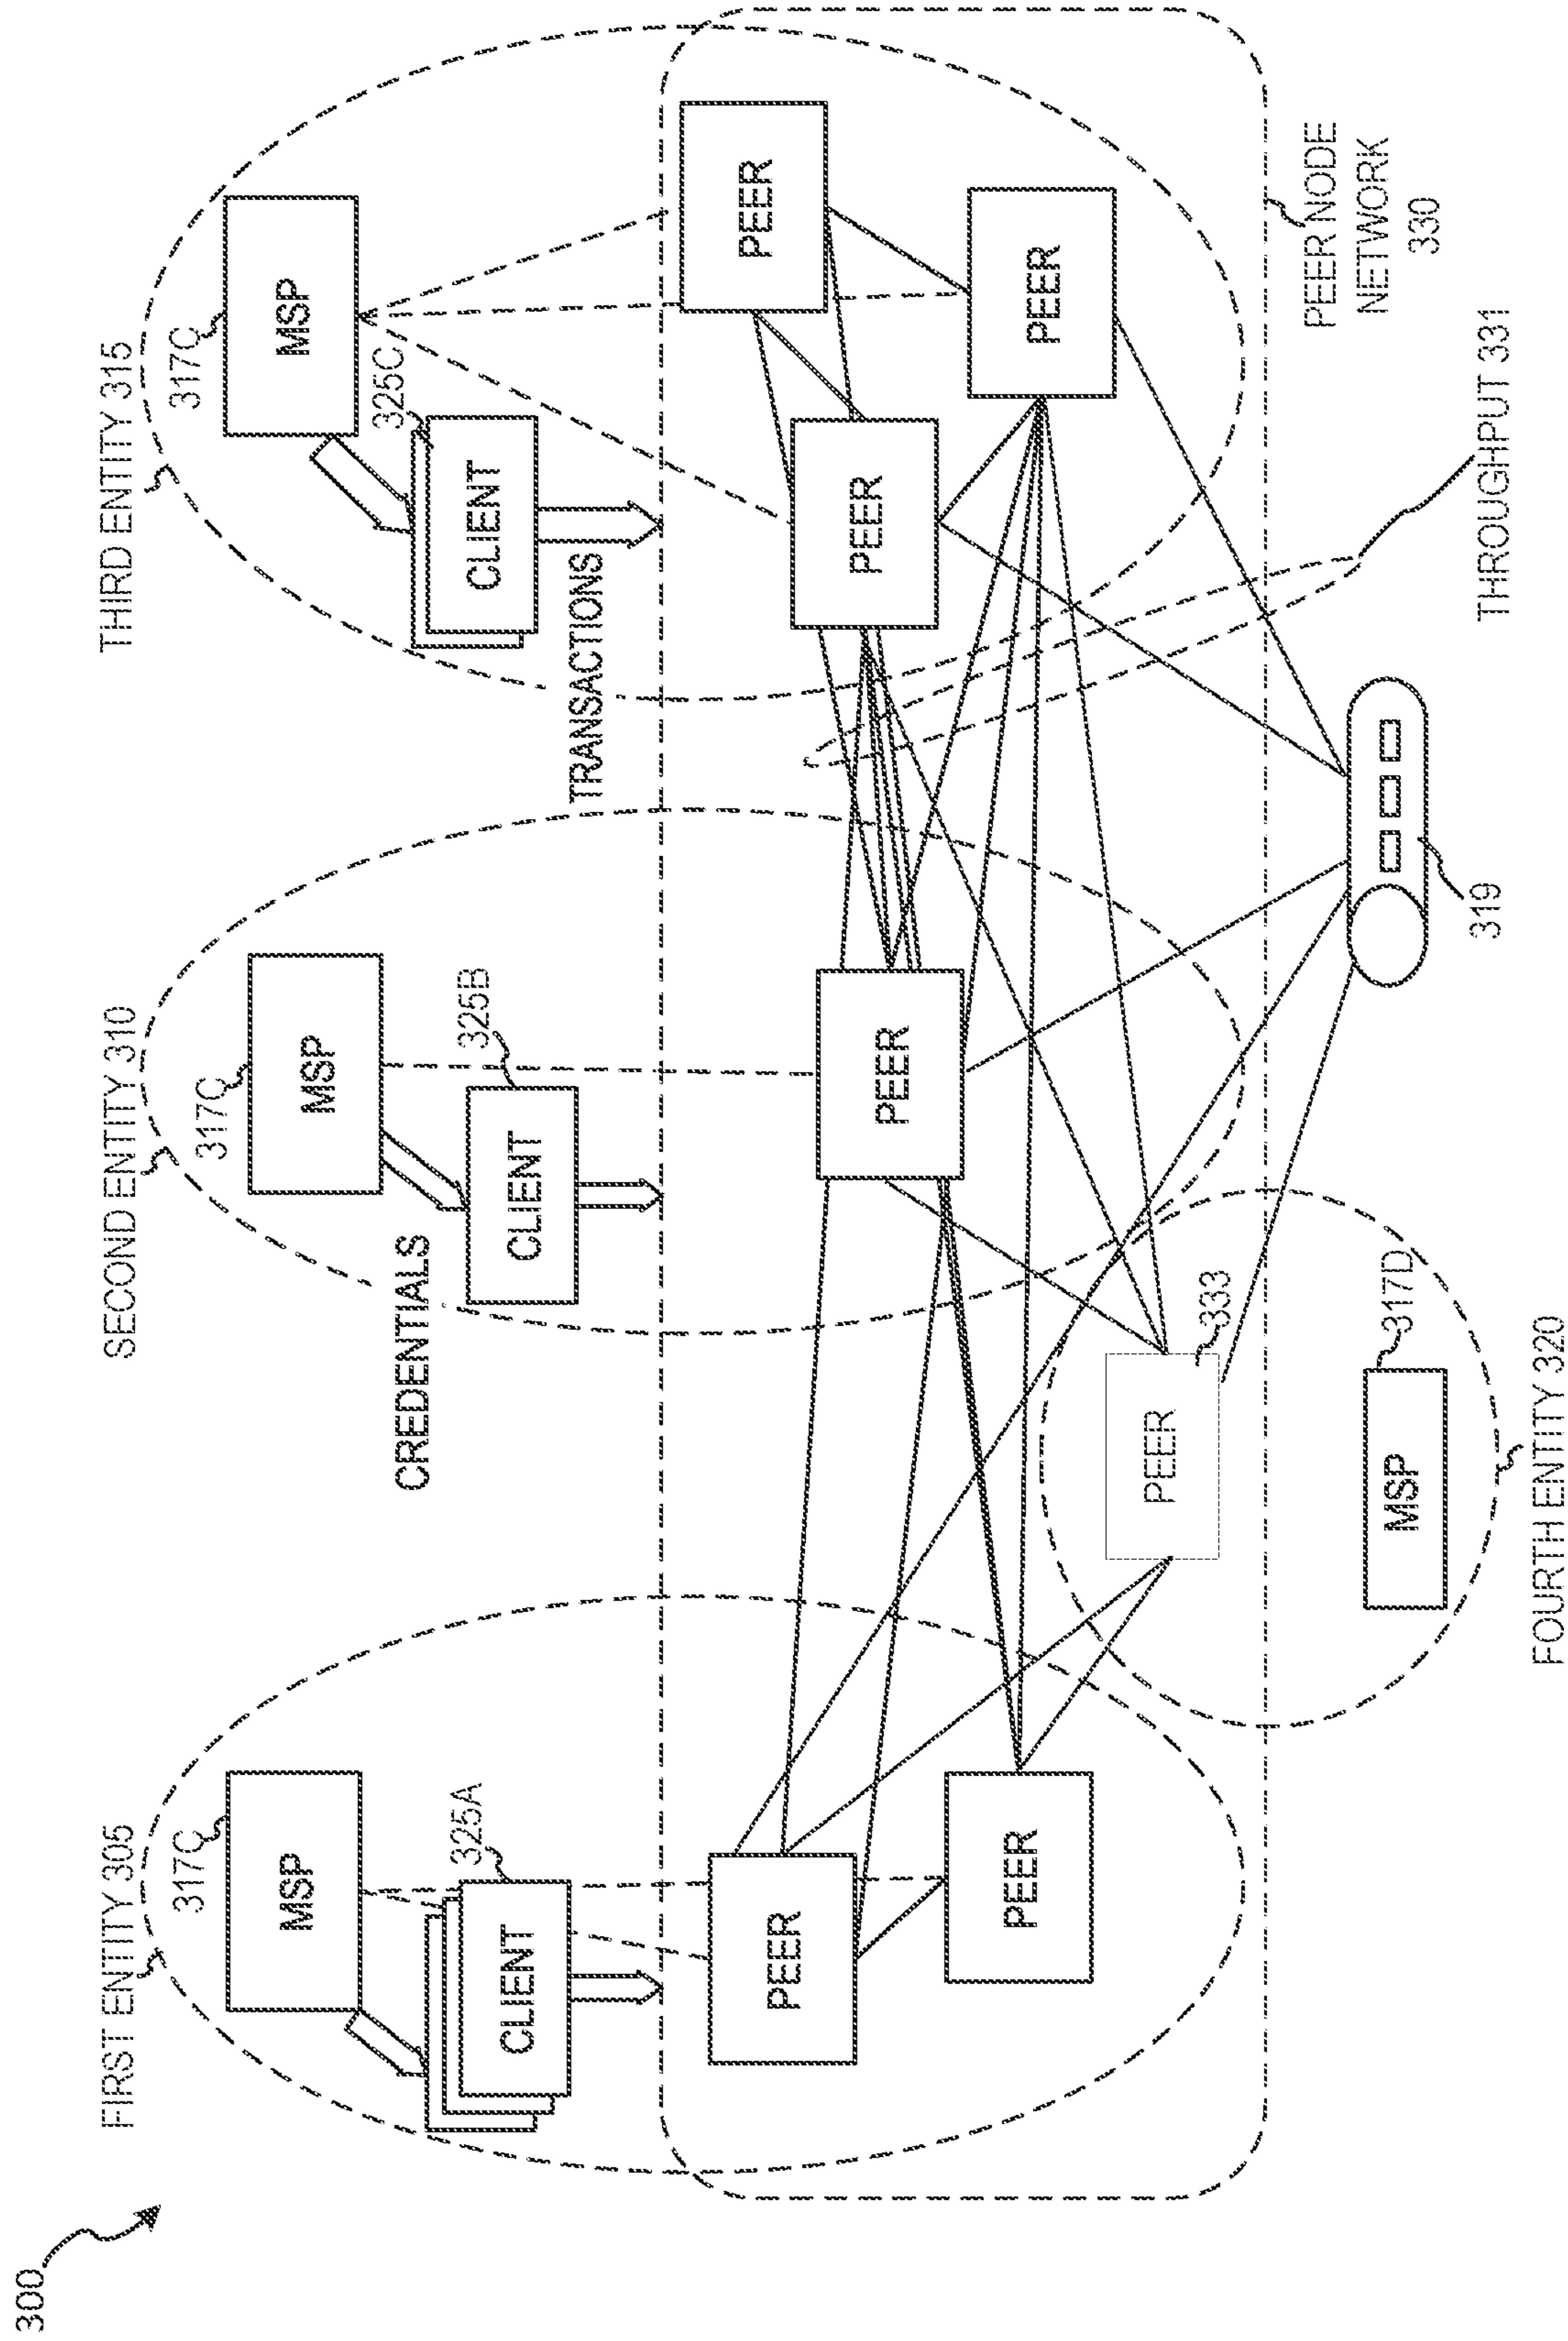 300
FIRST ENTITY 305
317C
MSP
325A
CLIENT
PEER
PEER
SECOND ENTITY 310
317C
MSP
325B
CREDENTIALS
CLIENT
PEER
THIRD ENTITY 315
317C
MSP
325C
CLIENT
TRANSACTIONS
PEER
PEER
PEER
PEER NODE
NETWORK
330
THROUGHPUT 331
319
PEER
333
MSP
317D
FOURTH ENTITY 320